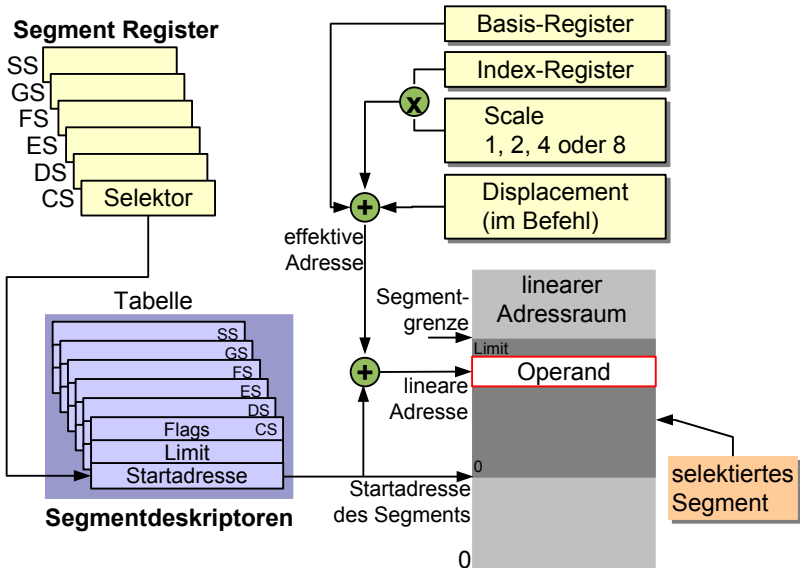 Segment Register
SS
GS
FS
ES
DS
CS
Selektor
Basis-Register
Index-Register
x
Scale
1, 2, 4 oder 8
Displacement
(im Befehl)
+
effektive
Adresse
Tabelle
SS
GS
FS
ES
DS
Flags CS
Limit
Startadresse
Segmentdeskriptoren
+
lineare
Adresse
Segment-
grenze
linearer
Adressraum
Limit
Operand
0
Startadresse
des Segments
0
selektiertes
Segment